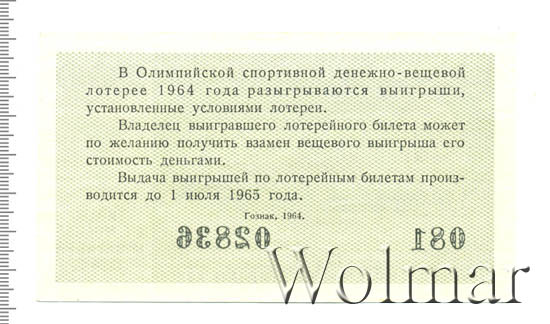 В Олимпийской спортивной денежно-вещевой
лотерее 1964 года разыгрываются выигрыши,
установленные условиями лотереи.
Владелец выигравшего лотерейного билета может
по желанию получить взамен вещевого выигрыша его
стоимость деньгами.
Выдача выигрышей по лотерейным билетам произ-
водится до 1 июля 1965 года.
Гознак, 1964.
02836 081
Wolmar